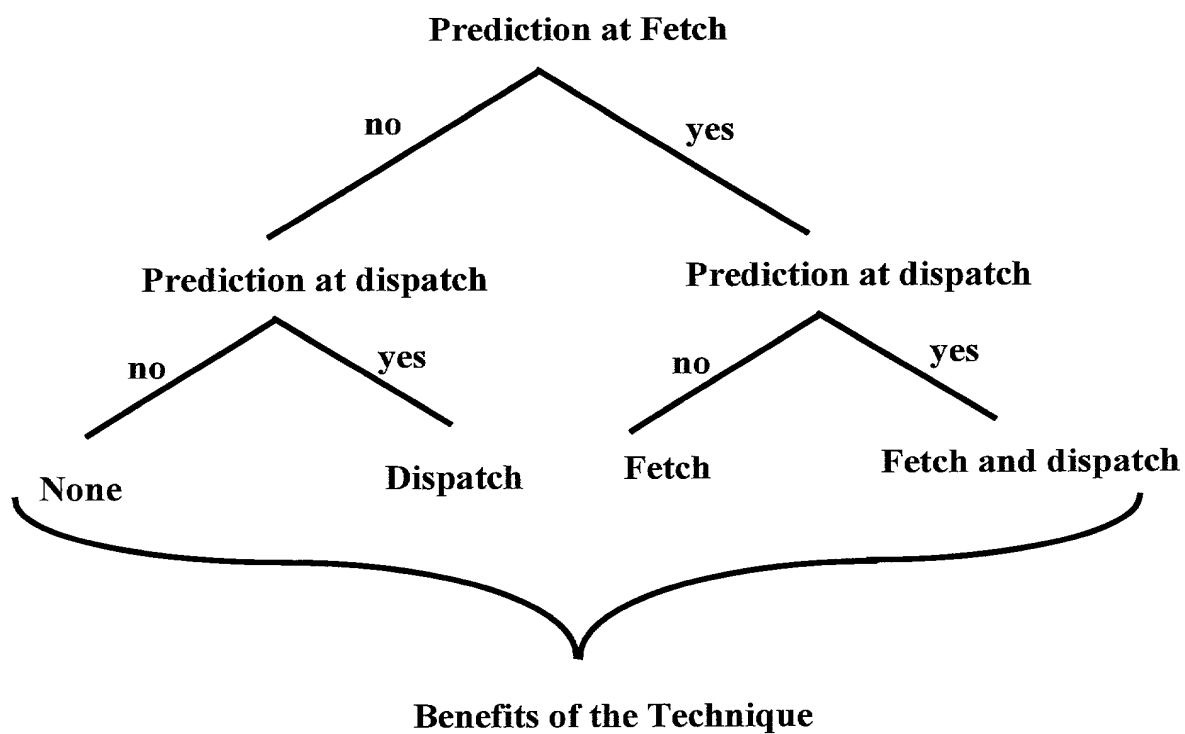 Prediction at Fetch
no
yes
Prediction at dispatch
Prediction at dispatch
no
yes
no
yes
None
Dispatch
Fetch
Fetch and dispatch
Benefits of the Technique